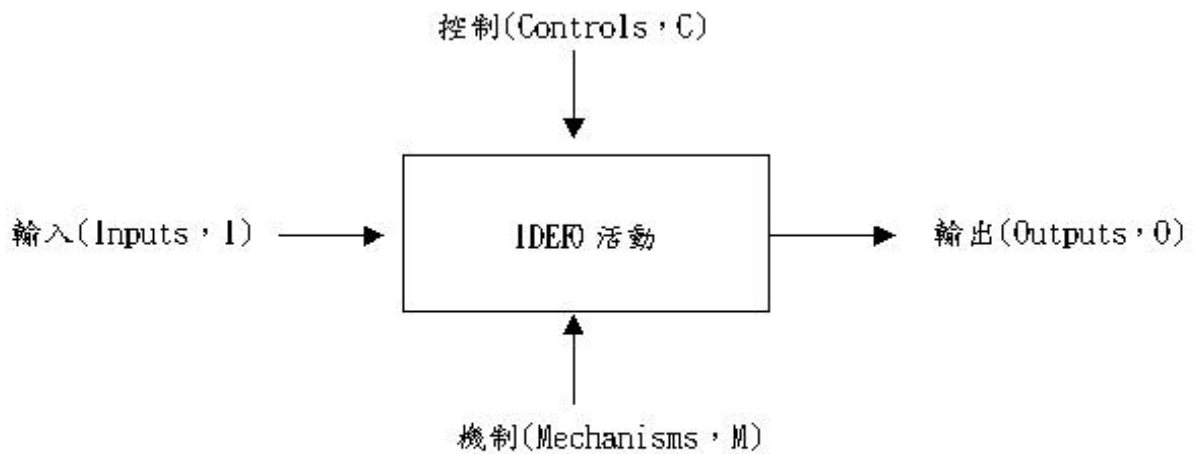 控制(Controls，C)
輸入(Inputs，I)
IDEF0 活動
輸出(Outputs，O)
機制(Mechanisms，M)